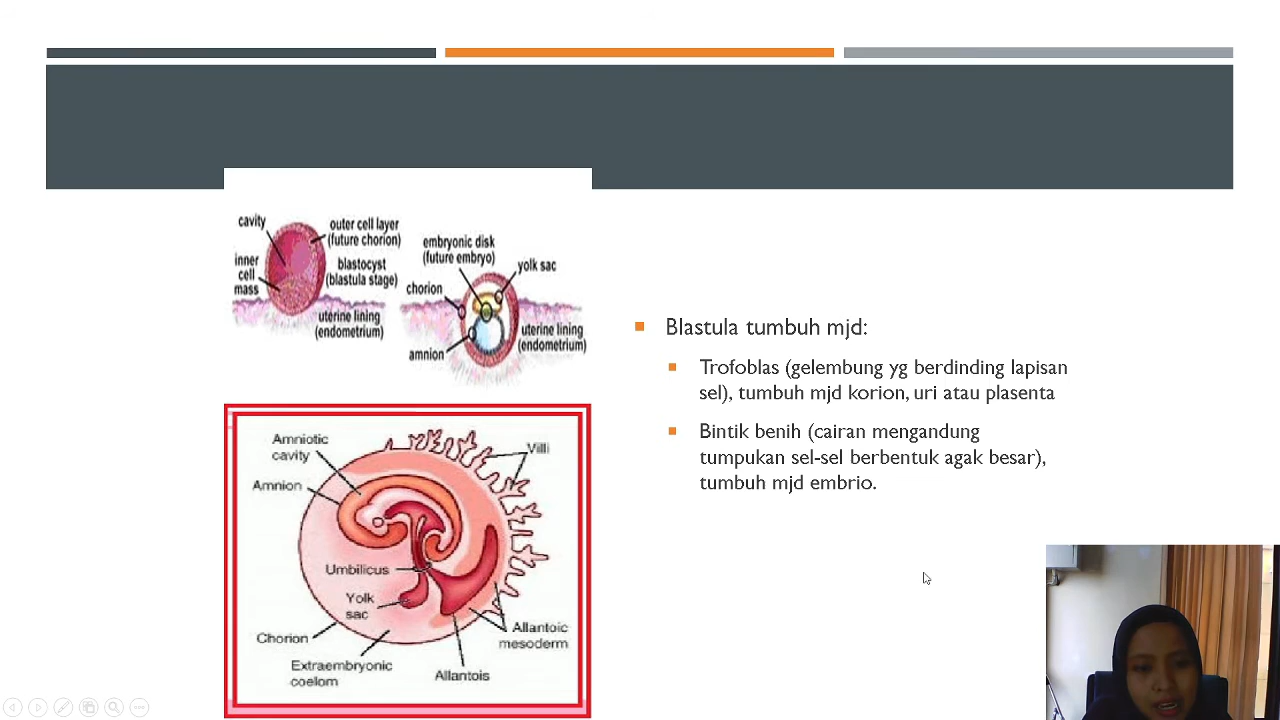 cavity
outer cell layer
(future chorion)
inner
cell
mass
blastocyst
(blastula stage)
uterine lining
(endometrium)
embryonic disk
(future embryo)
yolk sac
chorion
uterine lining
(endometrium)
amnion
Amniotic
cavity
Villi
Amnion
Umbilicus
Yolk
sac
Chorion
Allantoic
mesoderm
Extraembryonic
coelom
Allantois
Blastula tumbuh mjd:
Trofoblas (gelembung yg berdinding lapisan
sel), tumbuh mjd korion, uri atau plasenta
Bintik benih (cairan mengandung
tumpukan sel-sel berbentuk agak besar),
tumbuh mjd embrio.